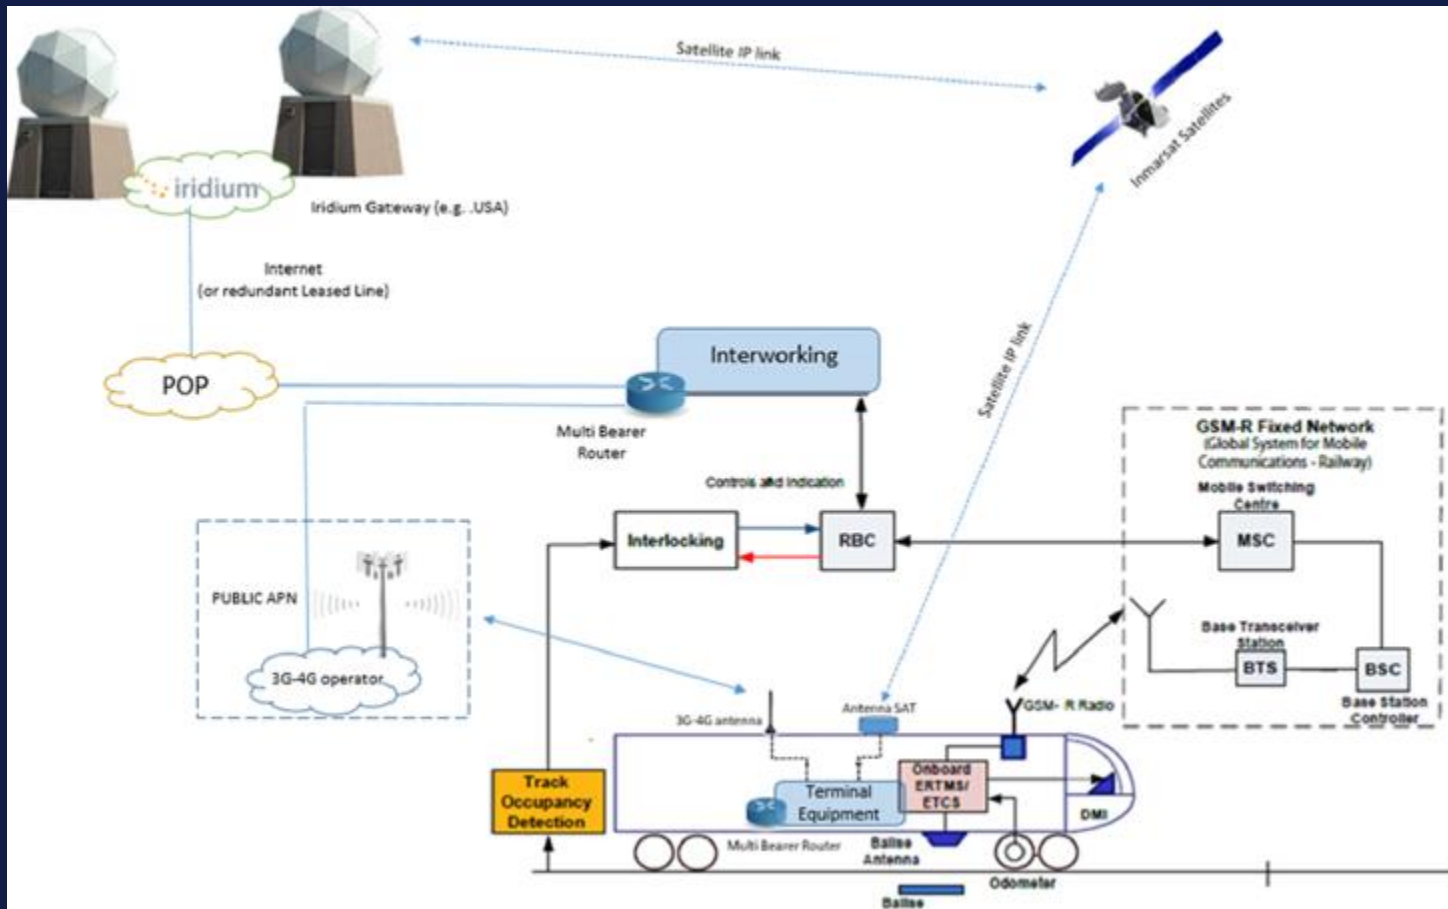 Satellite IP link
Inmarsat Satellites
iridium
Iridium Gateway (e.g. .USA)
Internet
(or redundant Leased Line)
POP
Interworking
Multi Bearer
Router
Satellite IP link
GSM-R Fixed Network
(Global System for Mobile
Communications - Railway)
Mobile Switching
Centre
MSC
Controls and Indication
Interlocking
RBC
PUBLIC APN
3G-4G operator
Base Transceiver
Station
BTS
BSC
Base Station
Controller
3G-4G antenna
Antenna SAT
GSM- R Radio
Track
Occupancy
Detection
Terminal
Equipment
Onboard
ERTMS/
ETCS
DMI
Multi Bearer Router
Balise
Antenna
Odometer
Balise